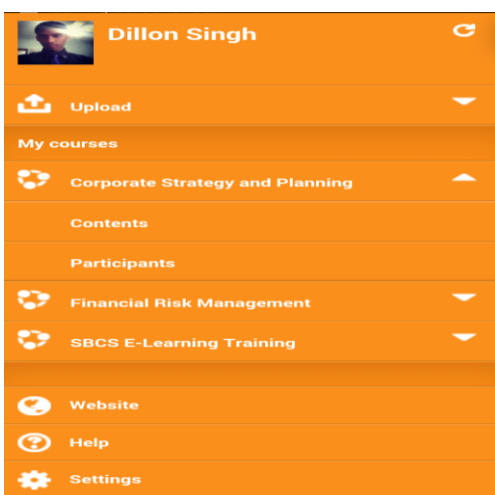 Dillon Singh
Upload
My courses
Corporate Strategy and Planning
Contents
Participants
Financial Risk Management
SBCS E-Learning Training
Website
Help
Settings